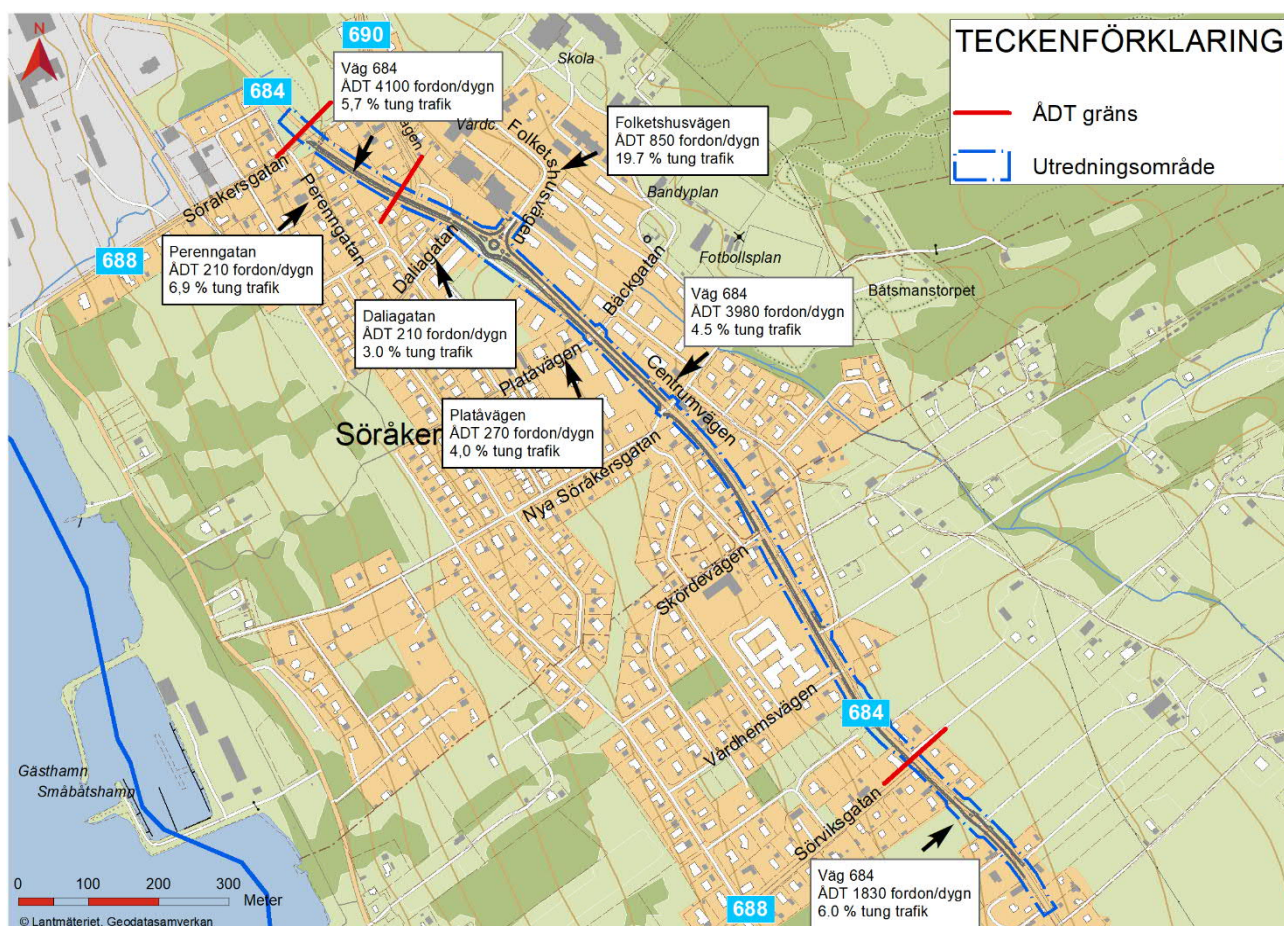 TECKENFÖRKLARING
ÅDT gräns
Utredningsområde
N
690
684
Väg 684
ÅDT 4100 fordon/dygn
5,7 % tung trafik
Skola
Vårdc.
Folketshusvägen
Folketshusvägen
ÅDT 850 fordon/dygn
19.7 % tung trafik
Söråkersgatan
Perenngatan
Bandyplan
688
Perenngatan
ÅDT 210 fordon/dygn
6,9 % tung trafik
Daliagatan
Fotbollsplan
Bäckgatan
Båtsmanstorpet
Väg 684
ÅDT 3980 fordon/dygn
4.5 % tung trafik
Daliagatan
ÅDT 210 fordon/dygn
3.0 % tung trafik
Platåvägen
Centrumvägen
Platåvägen
ÅDT 270 fordon/dygn
4,0 % tung trafik
Söråker
Nya Söråkersgatan
Skördevägen
Vårdhemsvägen
684
Gästhamn
Småbåtshamn
Sörviksgatan
Väg 684
ÅDT 1830 fordon/dygn
6.0 % tung trafik
688
0 100 200 300
Meter
© Lantmäteriet, Geodatasamverkan